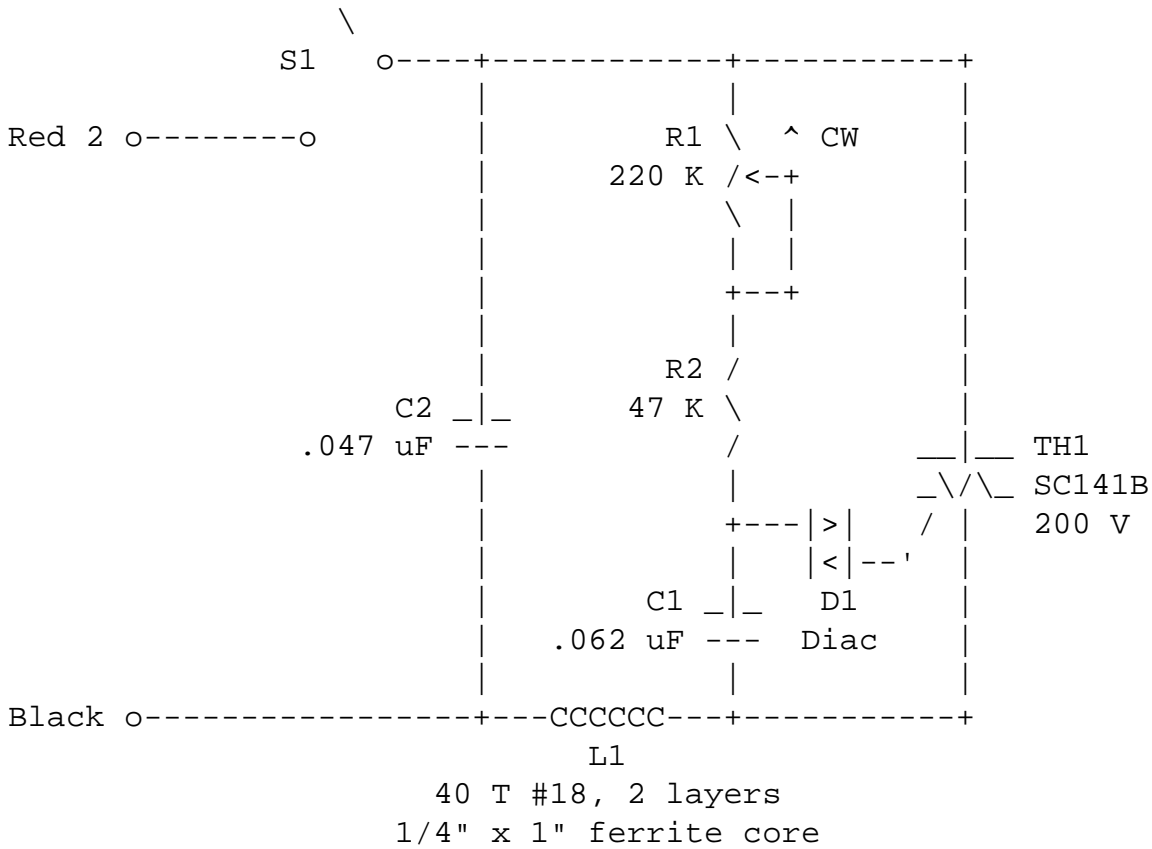 S1
Red 2
R1 CW
220 K
R2
C2 47 K
.047 uF TH1
SC141B
200 V
C1 D1
.062 uF Diac
Black CCCCCC
L1
40 T #18, 2 layers
1/4" x 1" ferrite core